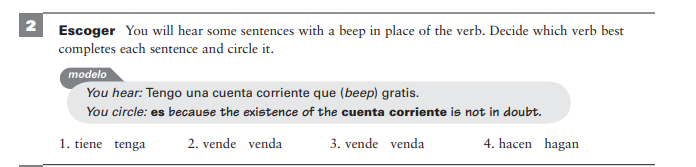 2
Escoger You will hear some sentences with a beep in place of the verb. Decide which verb best
completes each sentence and circle it.
modelo
You hear: Tengo una cuenta corriente que (beep) gratis.
You circle: es because the existence of the cuenta corriente is not in doubt.
1. tiene tenga 2. vende venda 3. vende venda 4. hacen hagan